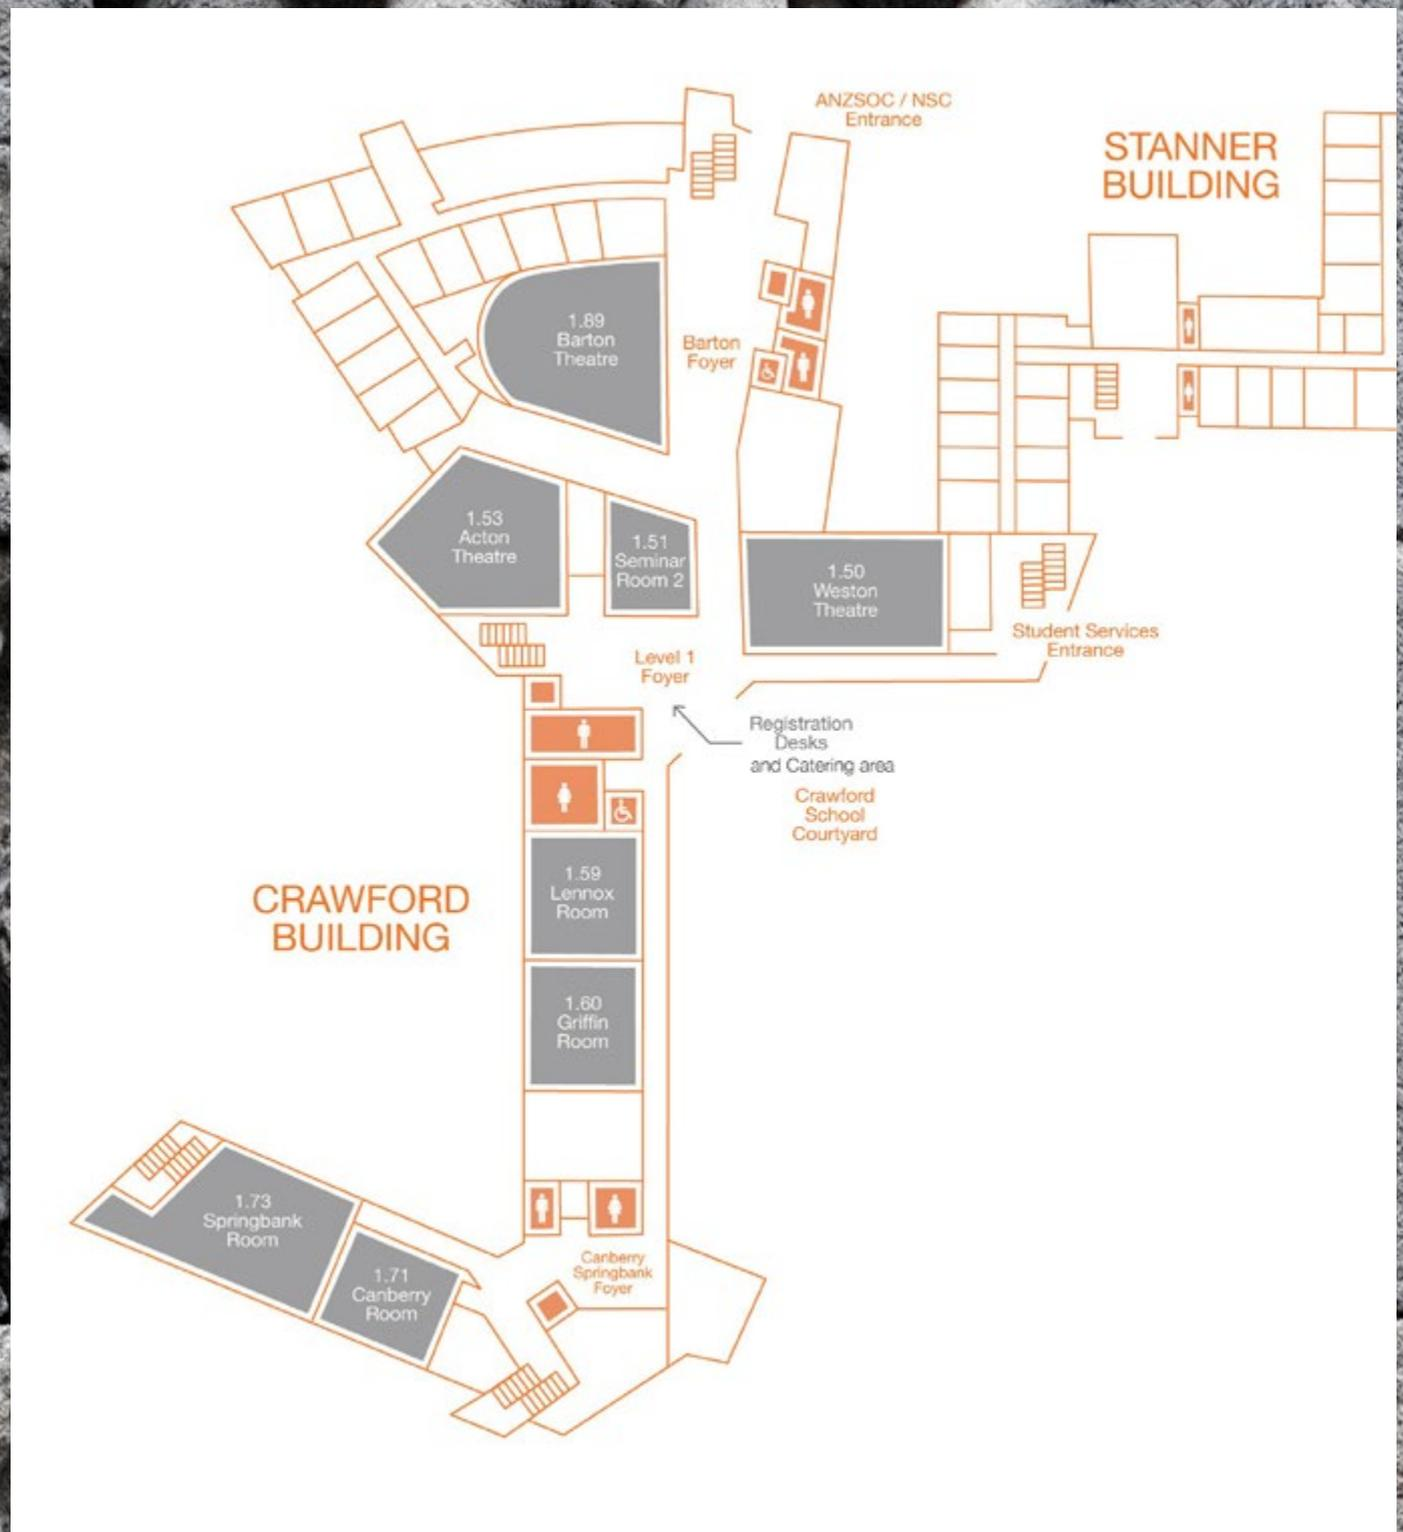 ANZSOC / NSC
Entrance
STANNER
BUILDING
1.89
Barton
Theatre
Barton
Foyer
1.53
Acton
Theatre
1.51
Seminar
Room 2
1.50
Weston
Theatre
Student Services
Entrance
Level 1
Foyer
Registration
Desks
and Catering area
Crawford
School
Courtyard
1.59
Lennox
Room
CRAWFORD
BUILDING
1.60
Griffin
Room
1.73
Springbank
Room
1.71
Canberry
Room
Canberry
Springbank
Foyer